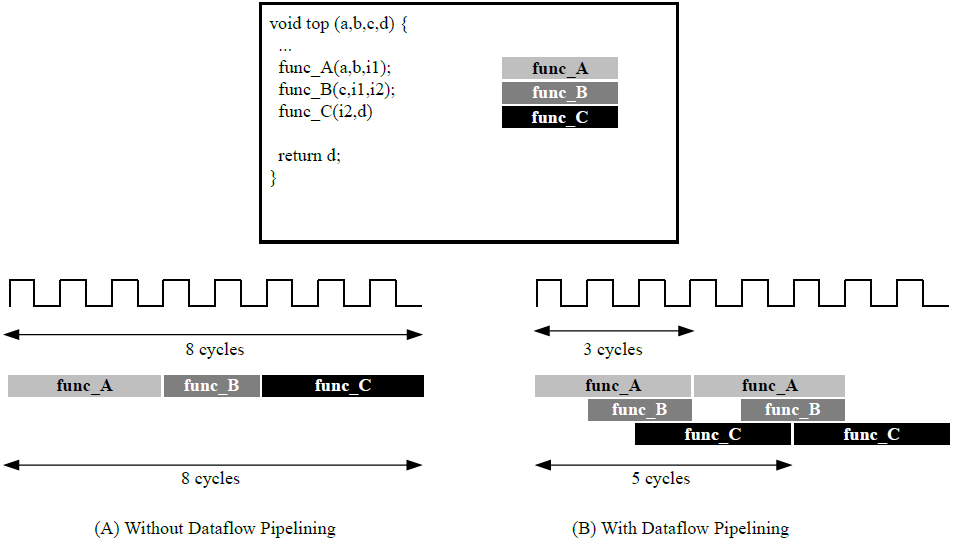 void top (a,b,c,d) {
...
func_A(a,b,i1);
func_B(c,i1,i2);
func_C(i2,d)
return d;
}
func_A
func_B
func_C
8 cycles
func_A func_B func_C
8 cycles
(A) Without Dataflow Pipelining
3 cycles
func_A func_A
func_B func_B
func_C func_C
5 cycles
(B) With Dataflow Pipelining